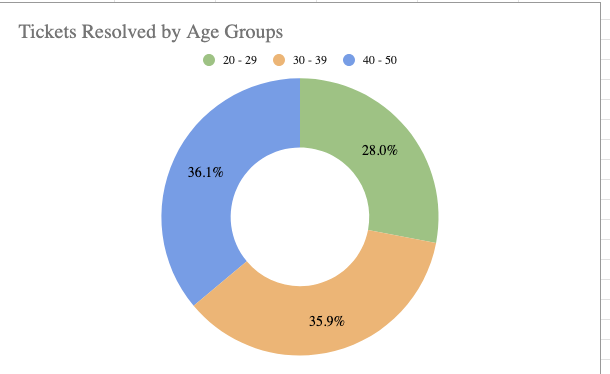 Tickets Resolved by Age Groups
20 - 29 30 - 39 40 - 50
28.0%
36.1%
35.9%